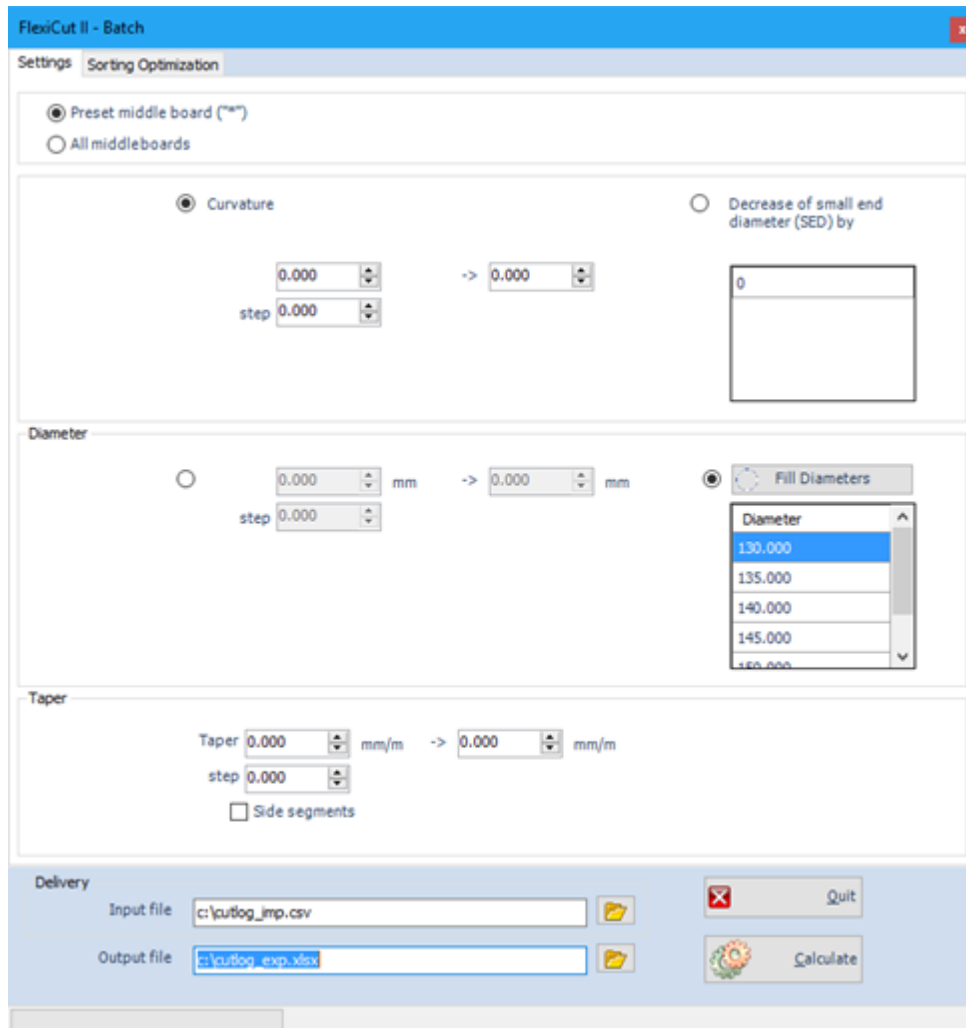 FlexiCut II - Batch
x
Settings Sorting Optimization
Preset middle board ("*")
All middleboards
Curvature
Decrease of small end
diameter (SED) by
0.000 -> 0.000
0
step 0.000
Diameter
0.000 mm -> 0.000 mm
Fill Diameters
step 0.000
Diameter
130.000
135.000
140.000
145.000
150.000
Taper
Taper 0.000 mm/m -> 0.000 mm/m
step 0.000
Side segments
Delivery
Input file c:\cutlog_imp.csv
Quit
Output file c:\cutlog_exp.xlsx
Calculate